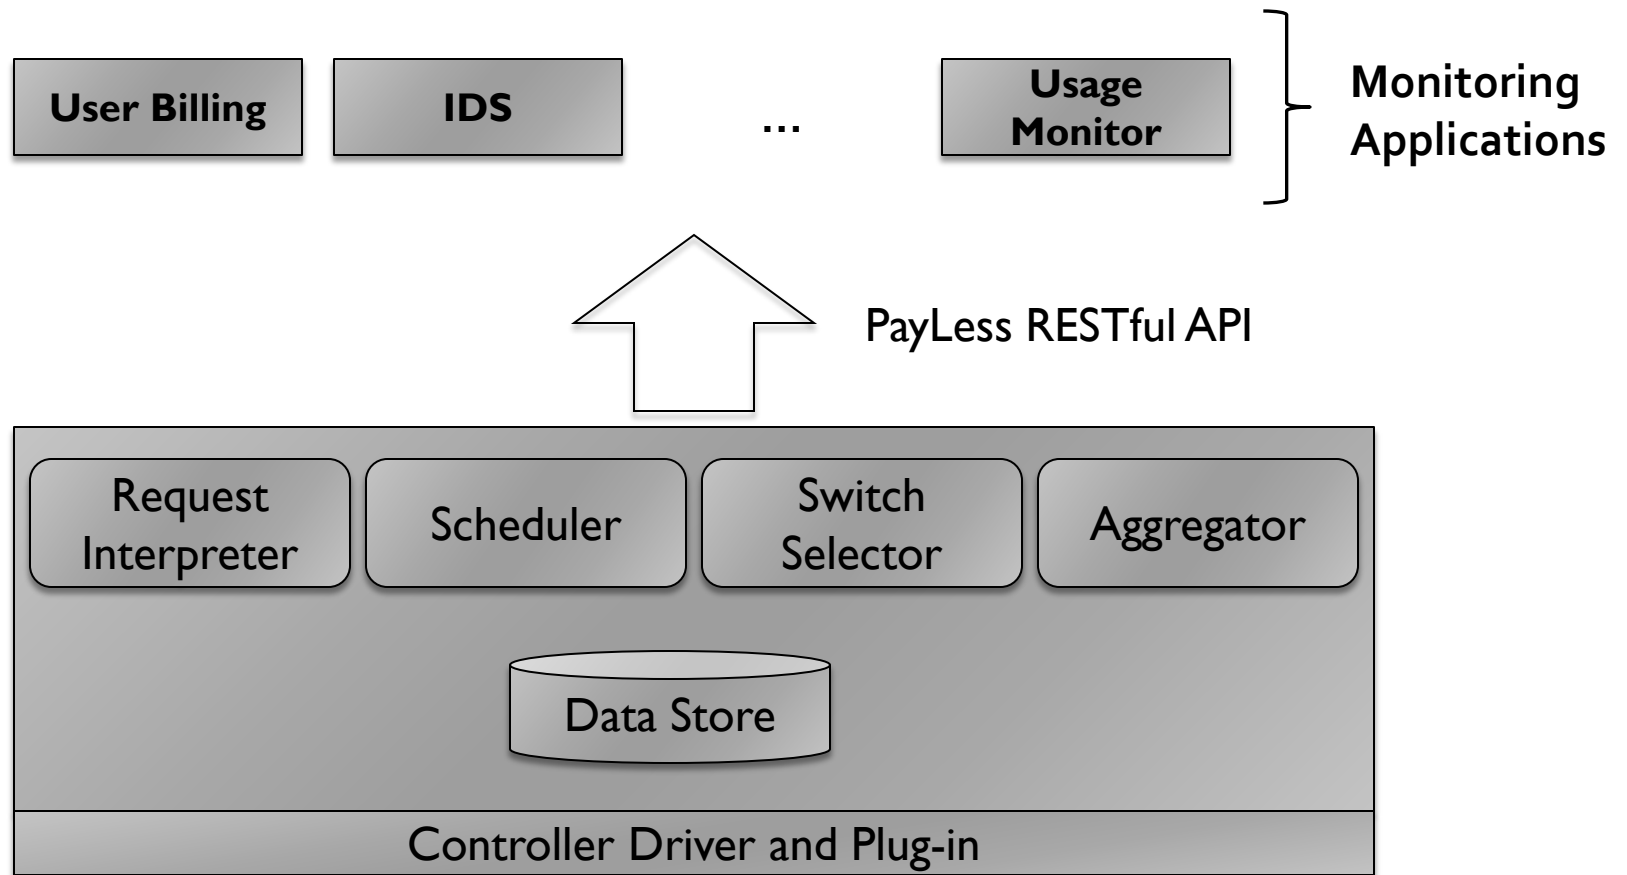 User Billing
IDS
...
Usage
Monitor
Monitoring
Applications
PayLess RESTful API
Request
Interpreter
Scheduler
Switch
Selector
Aggregator
Data Store
Controller Driver and Plug-in